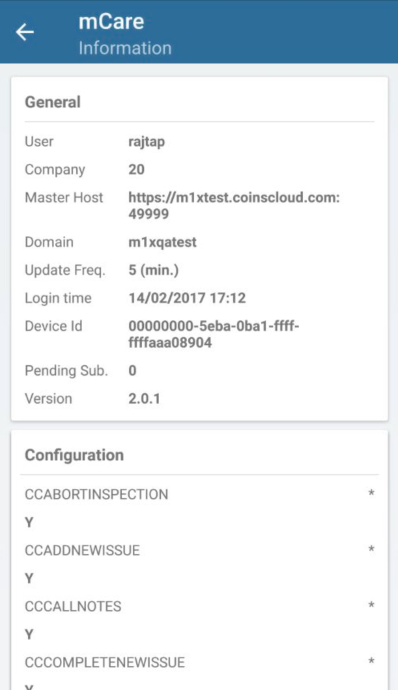 mCare
Information
General
User rajtap
Company 20
Master Host https://m1xtest.coinscloud.com:
49999
Domain m1xqatest
Update Freq. 5 (min.)
Login time 14/02/2017 17:12
Device Id 00000000-5eba-0ba1-ffff-
ffffaaa08904
Pending Sub. 0
Version 2.0.1
Configuration
CCABORTINSPECTION *
Y
CCADDNEWISSUE *
Y
CCCALLNOTES *
Y
CCCOMPLETENEWISSUE *
Y